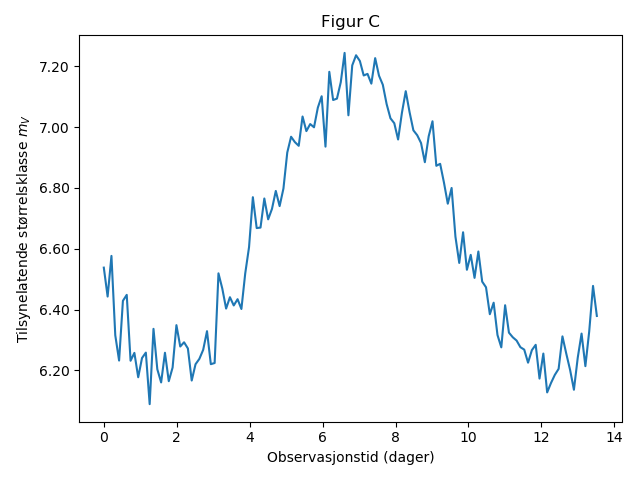 Figur C
Tilsynelatende størrelsklasse $m_V$
7.20
7.00
6.80
6.60
6.40
6.20
0 2 4 6 8 10 12 14
Observasjonstid (dager)